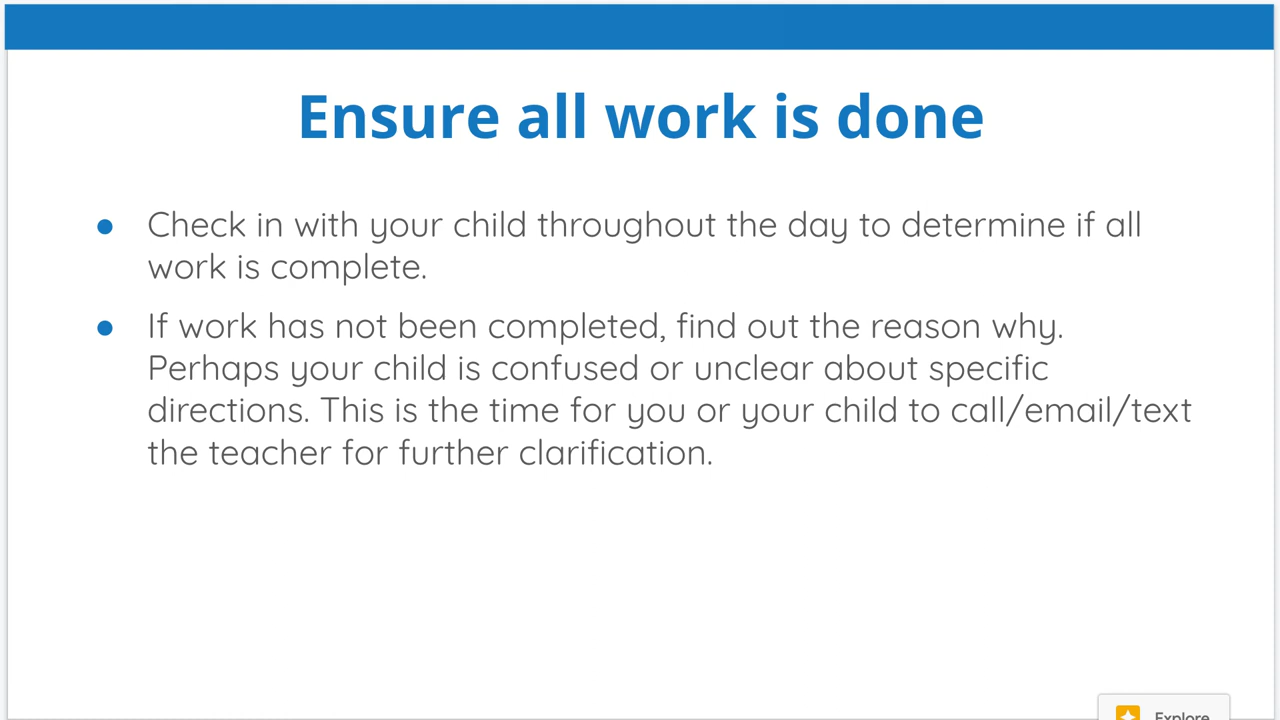 Ensure all work is done
● Check in with your child throughout the day to determine if all
work is complete.
● If work has not been completed, find out the reason why.
Perhaps your child is confused or unclear about specific
directions. This is the time for you or your child to call/email/text
the teacher for further clarification.
Explore